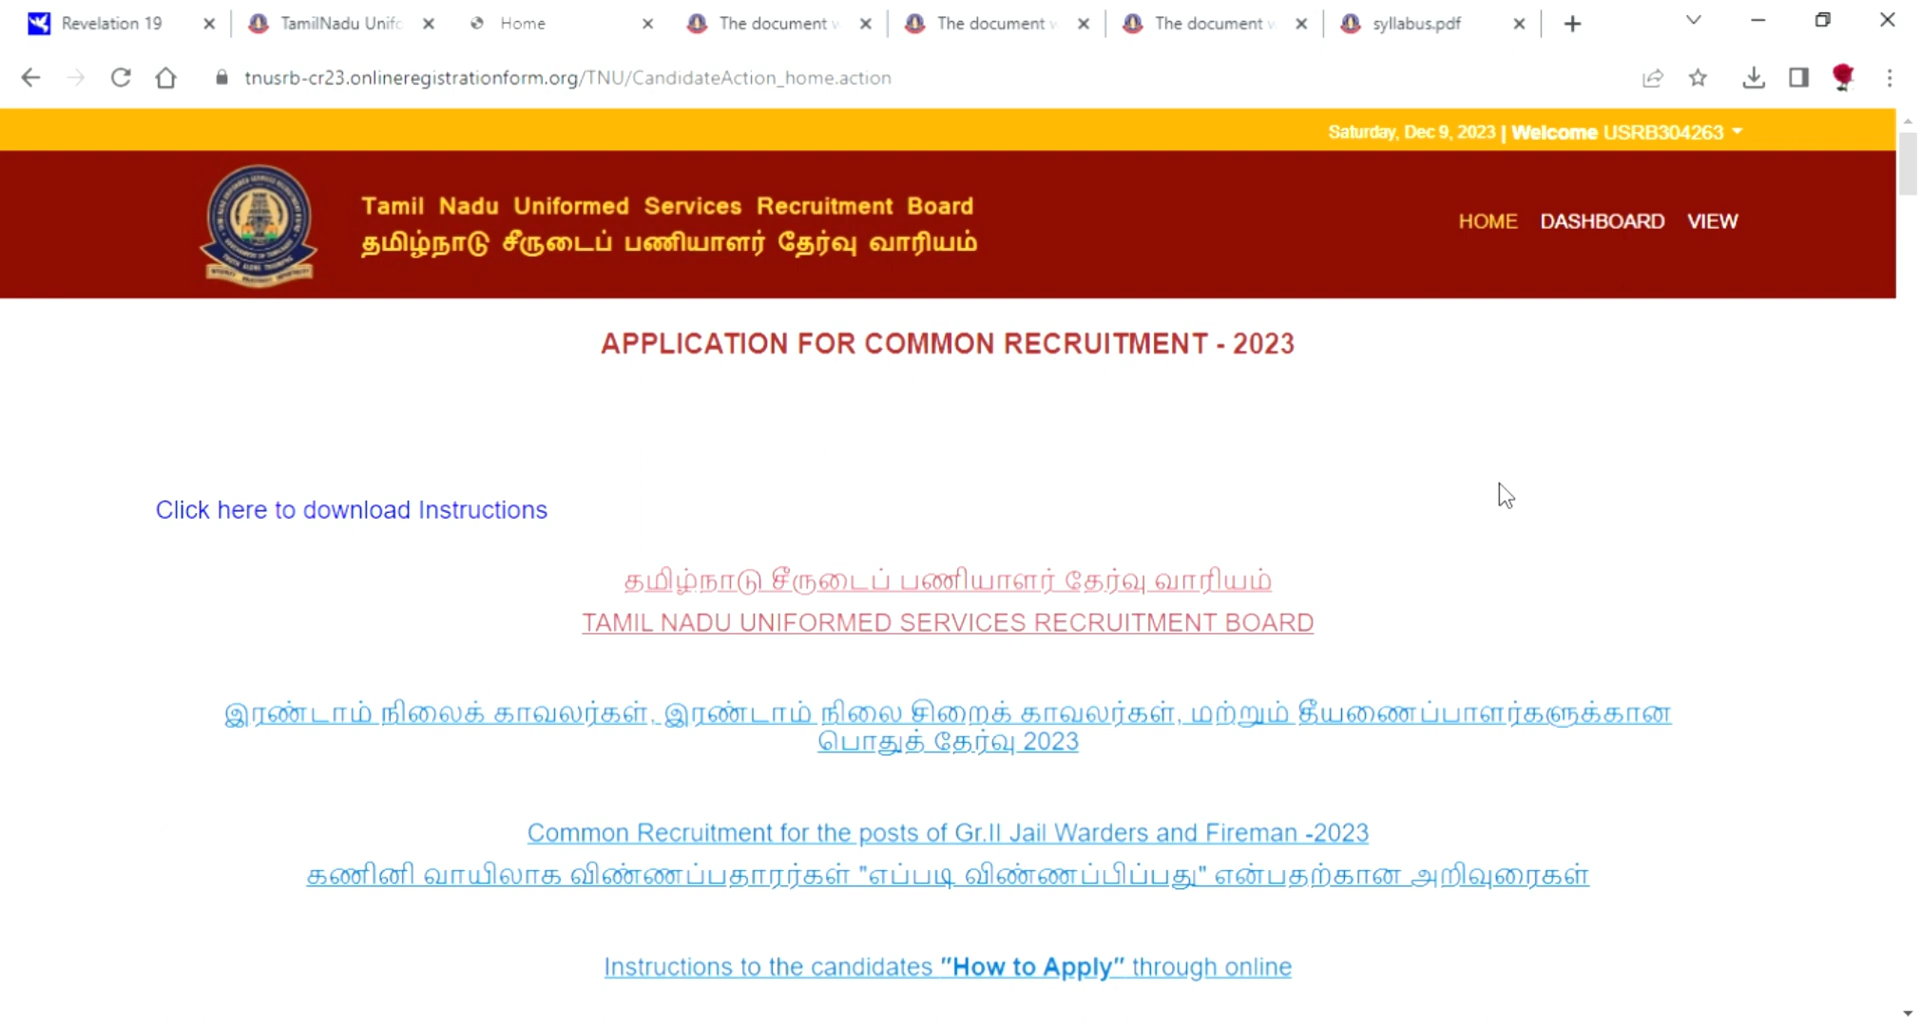 Revelation 19
TamilNadu Unifo
Home
The document w
The document w
The document w
syllabus.pdf
tnusrb-cr23.onlineregistrationform.org/TNU/CandidateAction_home.action
Saturday, Dec 9, 2023 | Welcome USRB304263
Tamil Nadu Uniformed Services Recruitment Board
தமிழ்நாடு சீருடைப் பணியாளர் தேர்வு வாரியம்
HOME DASHBOARD VIEW
APPLICATION FOR COMMON RECRUITMENT - 2023
Click here to download Instructions
தமிழ்நாடு சீருடைப் பணியாளர் தேர்வு வாரியம்
TAMIL NADU UNIFORMED SERVICES RECRUITMENT BOARD
இரண்டாம் நிலைக் காவலர்கள், இரண்டாம் நிலை சிறைக் காவலர்கள், மற்றும் தீயணைப்பாளர்களுக்கான
பொதுத் தேர்வு 2023
Common Recruitment for the posts of Gr.II Jail Warders and Fireman -2023
கணினி வாயிலாக விண்ணப்பதாரர்கள் "எப்படி விண்ணப்பிப்பது" என்பதற்கான அறிவுரைகள்
Instructions to the candidates "How to Apply" through online